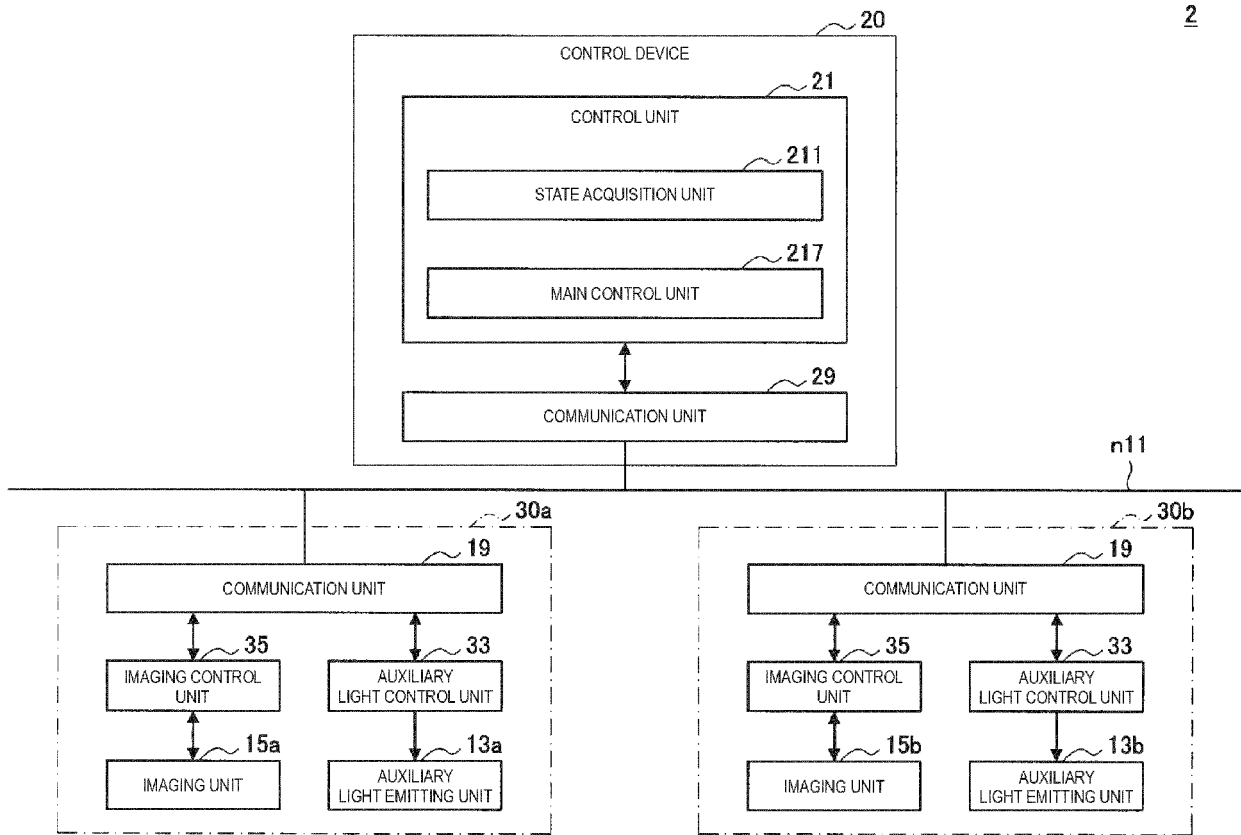 2
20
CONTROL DEVICE
21
CONTROL UNIT
211
STATE ACQUISITION UNIT
217
MAIN CONTROL UNIT
29
COMMUNICATION UNIT
n11
30a
19
COMMUNICATION UNIT
35
IMAGING CONTROL
UNIT
33
AUXILIARY
LIGHT CONTROL UNIT
15a
IMAGING UNIT
13a
AUXILIARY
LIGHT EMITTING UNIT
30b
19
COMMUNICATION UNIT
35
IMAGING CONTROL
UNIT
33
AUXILIARY
LIGHT CONTROL UNIT
15b
IMAGING UNIT
13b
AUXILIARY
LIGHT EMITTING UNIT